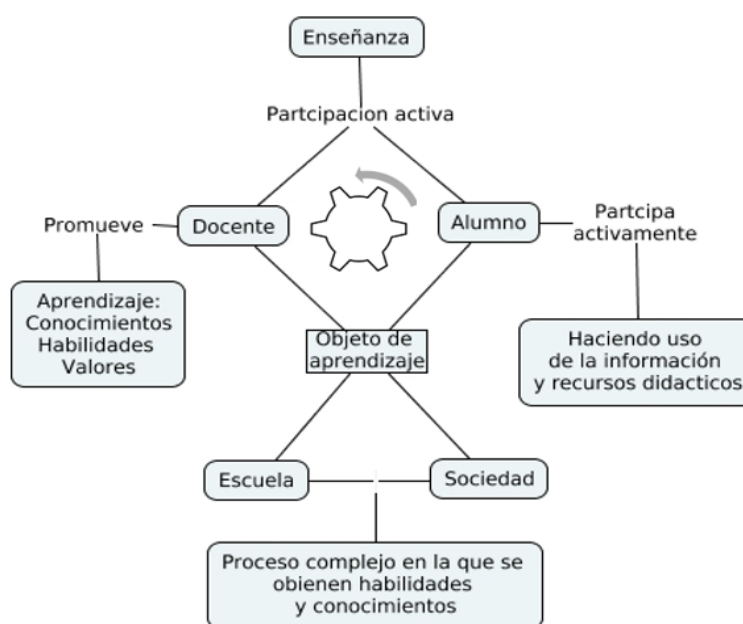 Enseñanza
Partcipacion activa
Promueve
Docente
Alumno
Partcipa
activamente
Aprendizaje:
Conocimientos
Habilidades
Valores
Objeto de
aprendizaje
Haciendo uso
de la información
y recursos didacticos
Escuela
Sociedad
Proceso complejo en la que se
obienen habilidades
y conocimientos